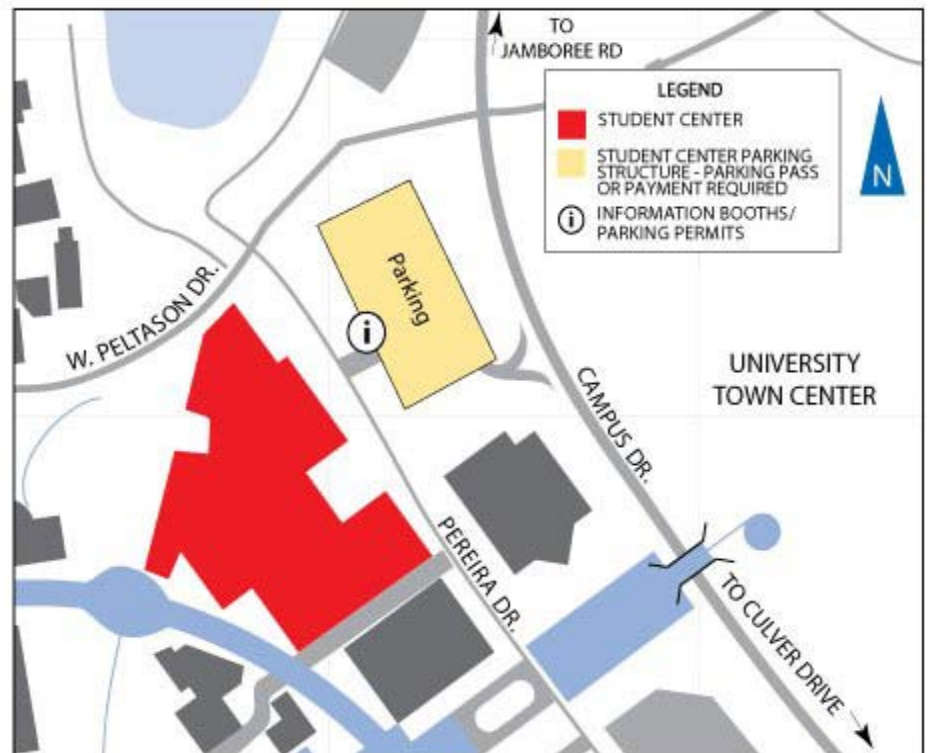 TO
JAMBOREE RD
LEGEND
STUDENT CENTER
STUDENT CENTER PARKING
STRUCTURE - PARKING PASS
OR PAYMENT REQUIRED
i
INFORMATION BOOTHS/
PARKING PERMITS
N
Parking
i
W. PELTASON DR.
UNIVERSITY
TOWN CENTER
CAMPUS DR.
PEREIRA DR.
TO CULVER DRIVE